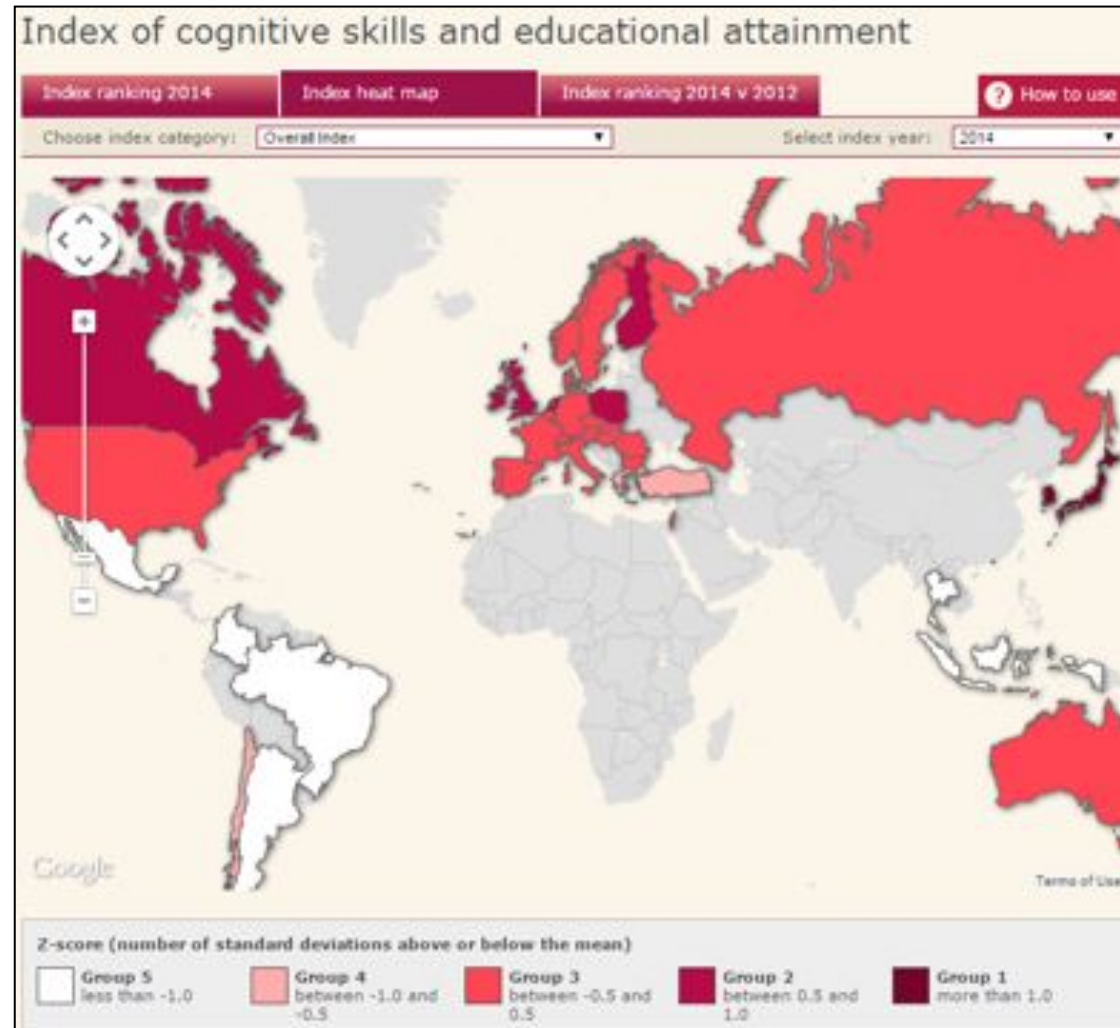 Index of cognitive skills and educational attainment
Index ranking 2014
Index heat map
Index ranking 2014 v 2012
? How to use
Choose index category:
Overall Index
Select index year:
2014
Google
Terms of Use
Z-score (number of standard deviations above or below the mean)
Group 5
less than -1.0
Group 4
between -1.0 and
-0.5
Group 3
between -0.5 and
0.5
Group 2
between 0.5 and
1.0
Group 1
more than 1.0